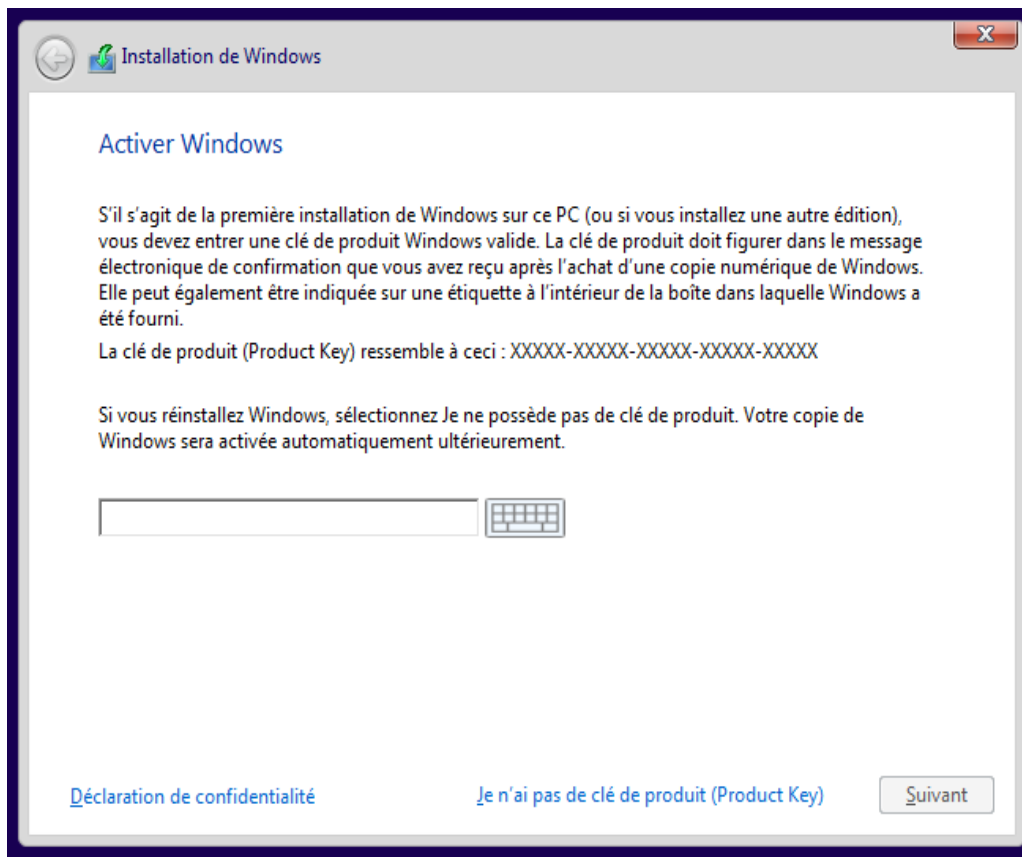 Installation de Windows
Activer Windows
S'il s'agit de la première installation de Windows sur ce PC (ou si vous installez une autre édition),
vous devez entrer une clé de produit Windows valide. La clé de produit doit figurer dans le message
électronique de confirmation que vous avez reçu après l'achat d'une copie numérique de Windows.
Elle peut également être indiquée sur une étiquette à l'intérieur de la boîte dans laquelle Windows a
été fourni.
La clé de produit (Product Key) ressemble à ceci : XXXXX-XXXXX-XXXXX-XXXXX-XXXXX
Si vous réinstallez Windows, sélectionnez Je ne possède pas de clé de produit. Votre copie de
Windows sera activée automatiquement ultérieurement.
Déclaration de confidentialité
Je n'ai pas de clé de produit (Product Key)
Suivant